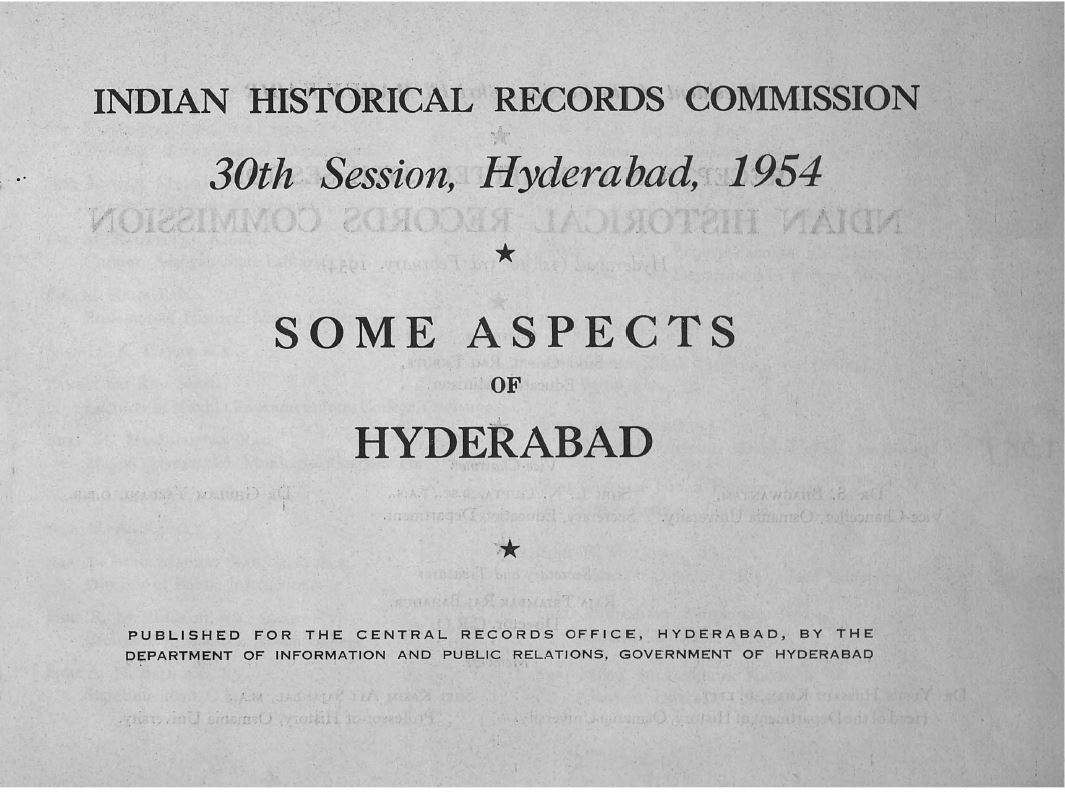 INDIAN HISTORICAL RECORDS COMMISSION
30th Session, Hyderabad, 1954
★
SOME ASPECTS
OF
HYDERABAD
★
PUBLISHED FOR THE CENTRAL RECORDS OFFICE, HYDERABAD, BY THE
DEPARTMENT OF INFORMATION AND PUBLIC RELATIONS, GOVERNMENT OF HYDERABAD